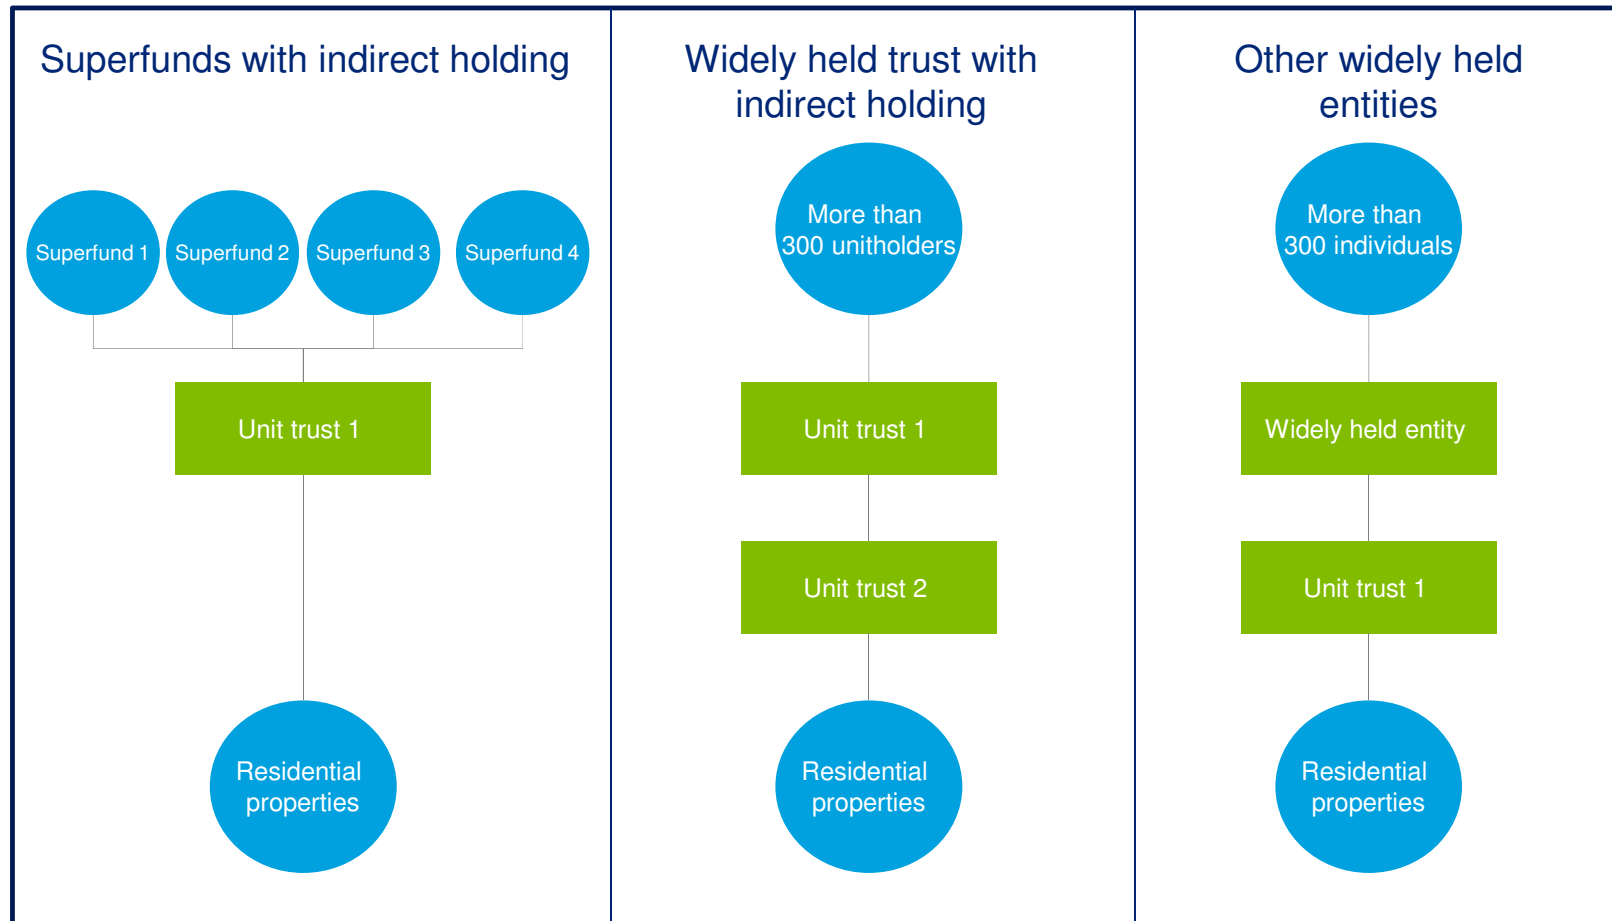 Superfunds with indirect holding
Superfund 1
Superfund 2
Superfund 3
Superfund 4
Unit trust 1
Residential
properties
Widely held trust with
indirect holding
More than
300 unitholders
Unit trust 1
Unit trust 2
Residential
properties
Other widely held
entities
More than
300 individuals
Widely held entity
Unit trust 1
Residential
properties